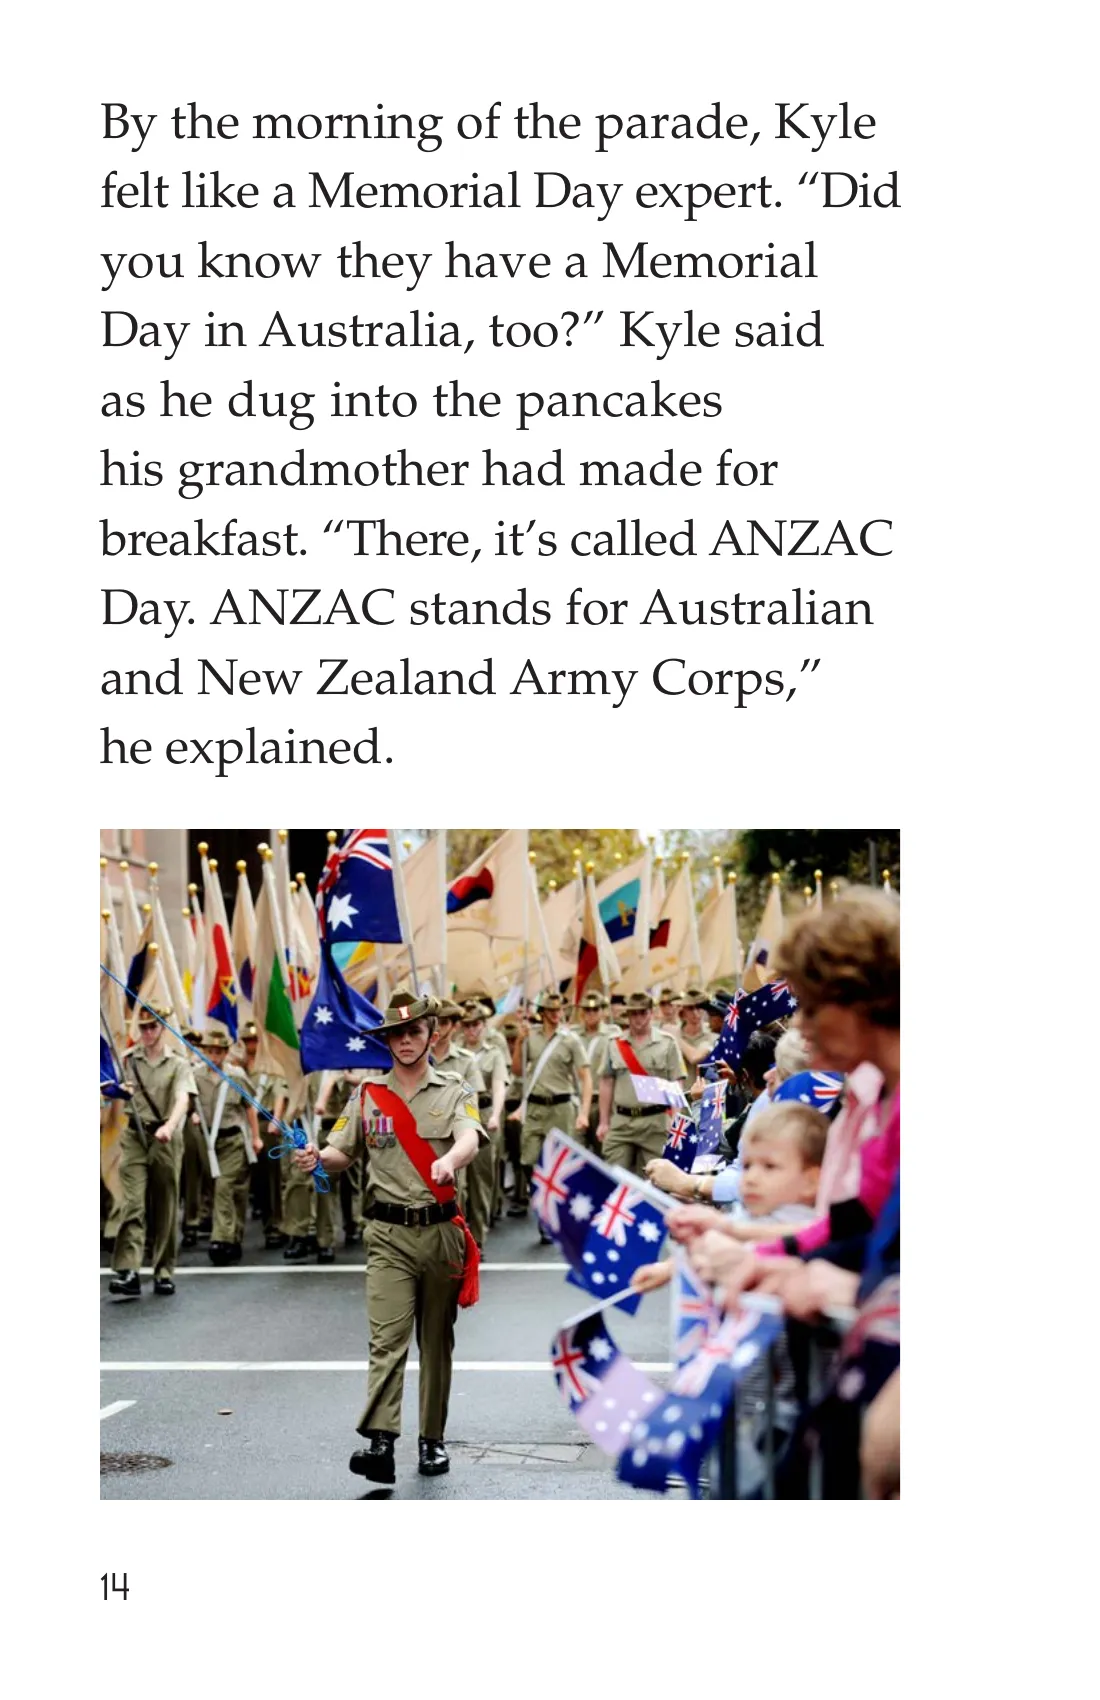 By the morning of the parade, Kyle
felt like a Memorial Day expert. “Did
you know they have a Memorial
Day in Australia, too?” Kyle said
as he dug into the pancakes
his grandmother had made for
breakfast. “There, it’s called ANZAC
Day. ANZAC stands for Australian
and New Zealand Army Corps,”
he explained.
14